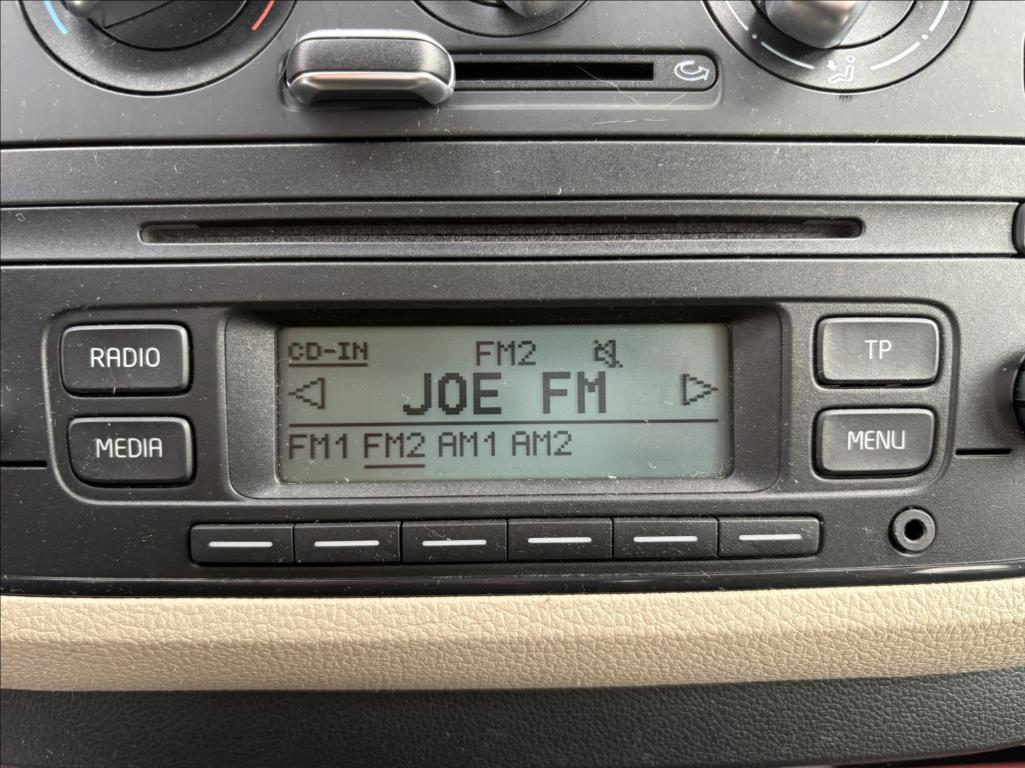 CD-IN FM2
JOE FM
FM1 FM2 AM1 AM2
RADIO
MEDIA
TP
MENU